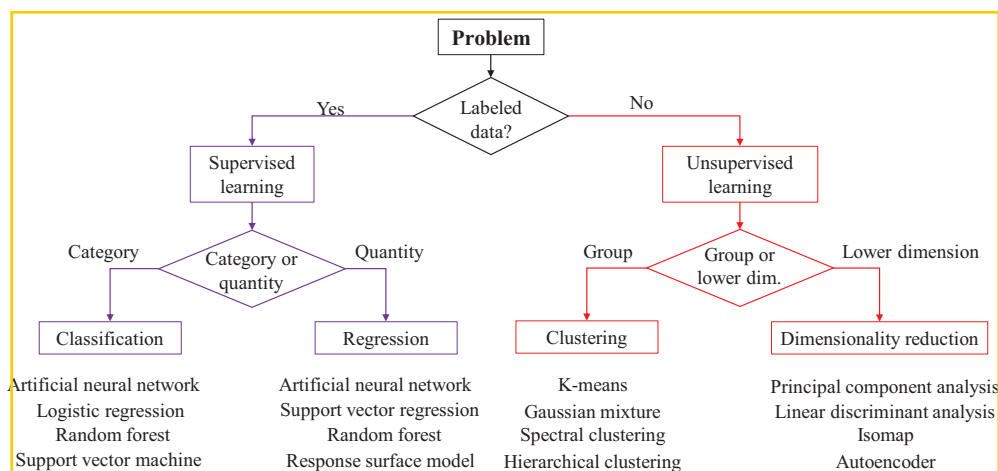 Problem
Yes
No
Labeled
data?
Supervised
learning
Unsupervised
learning
Category
Category or
quantity
Quantity
Group
Group or
lower dim.
Lower dimension
Classification
Regression
Clustering
Dimensionality reduction
Artificial neural network
Logistic regression
Random forest
Support vector machine
Artificial neural network
Support vector regression
Random forest
Response surface model
K-means
Gaussian mixture
Spectral clustering
Hierarchical clustering
Principal component analysis
Linear discriminant analysis
Isomap
Autoencoder